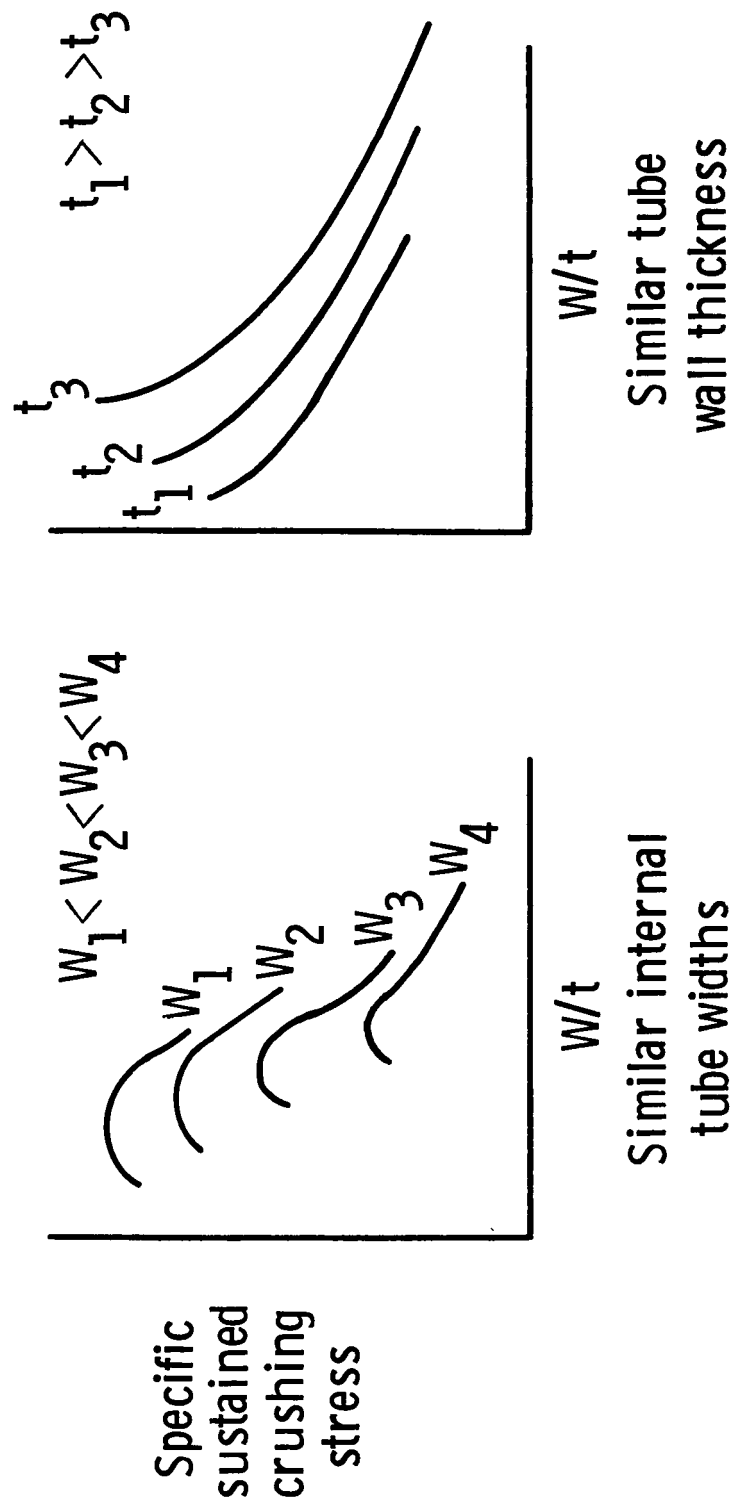 Specific
sustained
crushing
stress
W₁ < W₂ < W₃ < W₄
W₁
W₂
W₃
W₄
W/t
Similar internal
tube widths
t₁ > t₂ > t₃
t₃
t₂
t₁
W/t
Similar tube
wall thickness